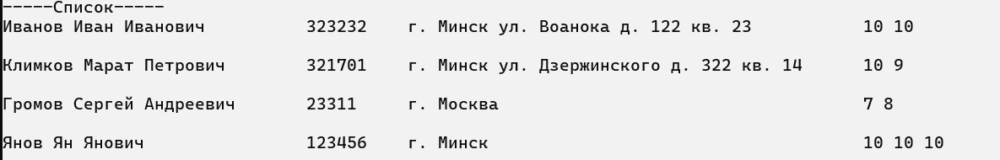 -----Список-----
Иванов Иван Иванович 323232 г. Минск ул. Воанока д. 122 кв. 23 10 10
Климков Марат Петрович 321701 г. Минск ул. Дзержинского д. 322 кв. 14 10 9
Громов Сергей Андреевич 23311 г. Москва 7 8
Янов Ян Янович 123456 г. Минск 10 10 10